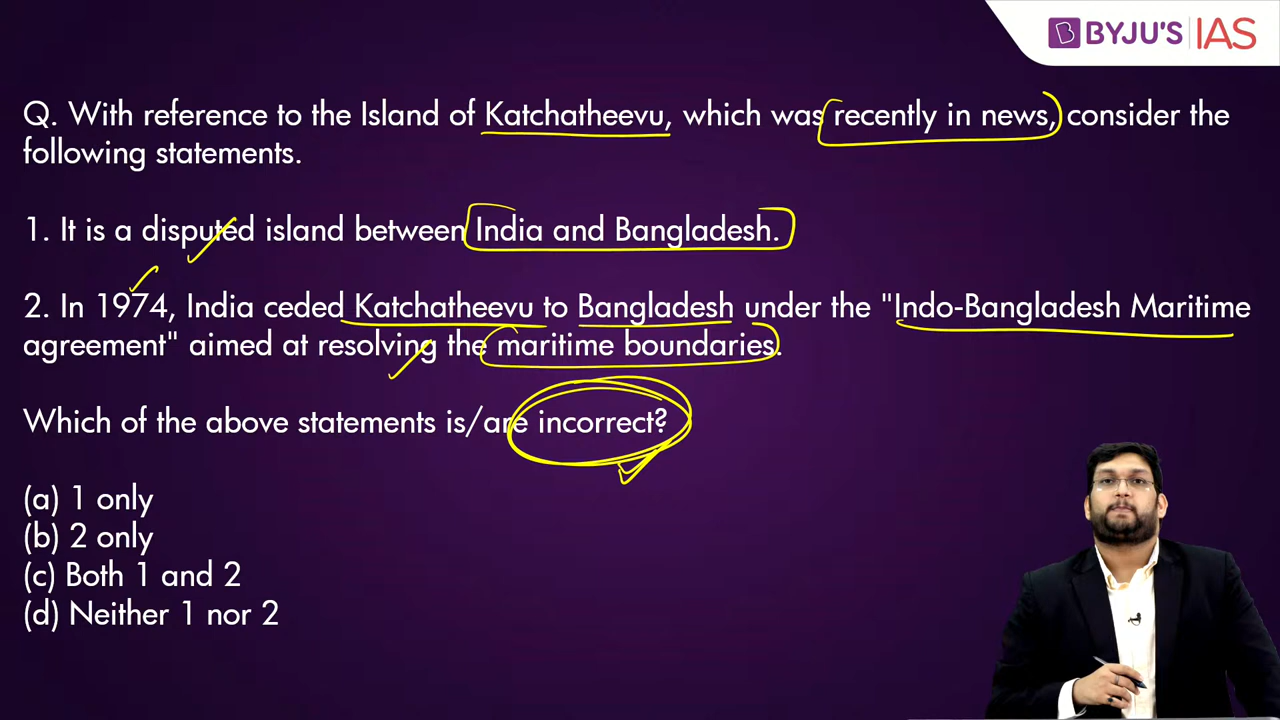 BYJU'S IAS
Q. With reference to the Island of Katchatheevu, which was recently in news, consider the
following statements.
1. It is a disputed island between India and Bangladesh.
2. In 1974, India ceded Katchatheevu to Bangladesh under the "Indo-Bangladesh Maritime
agreement" aimed at resolving the maritime boundaries.
Which of the above statements is/are incorrect?
(a) 1 only
(b) 2 only
(c) Both 1 and 2
(d) Neither 1 nor 2